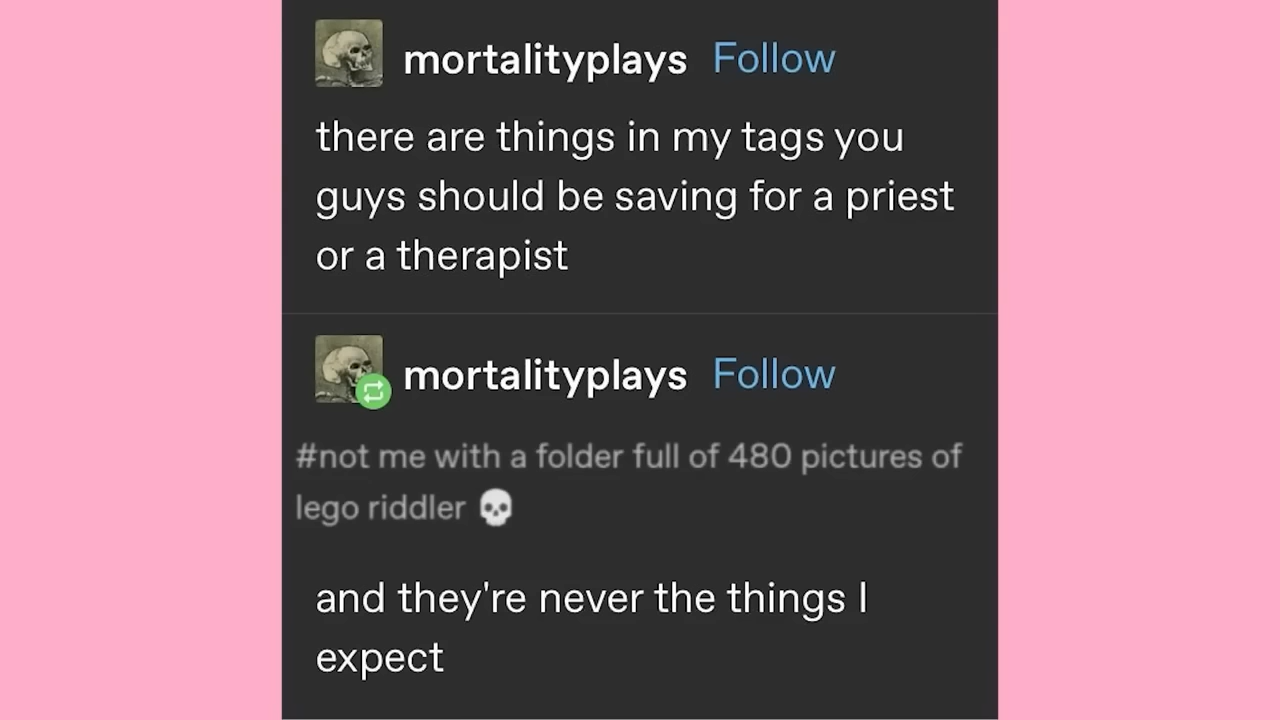 mortalityplays Follow
there are things in my tags you
guys should be saving for a priest
or a therapist
mortalityplays Follow
#not me with a folder full of 480 pictures of
lego riddler 💀
and they're never the things I
expect